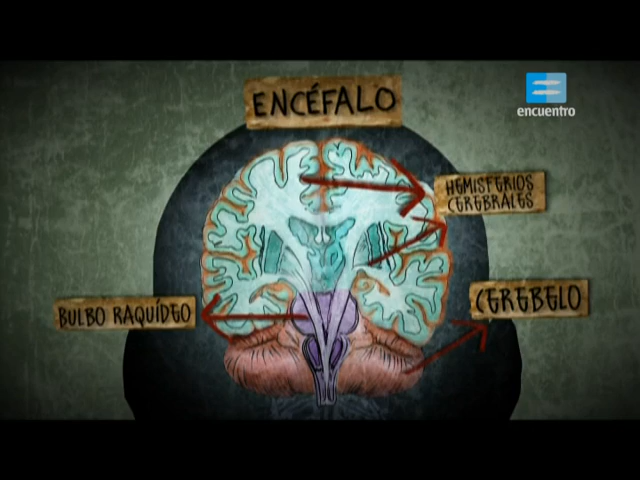 ENCÉFALO
encuentro
HEMISFERIOS
CEREBRALES
CEREBELO
BULBO RAQUÍDEO